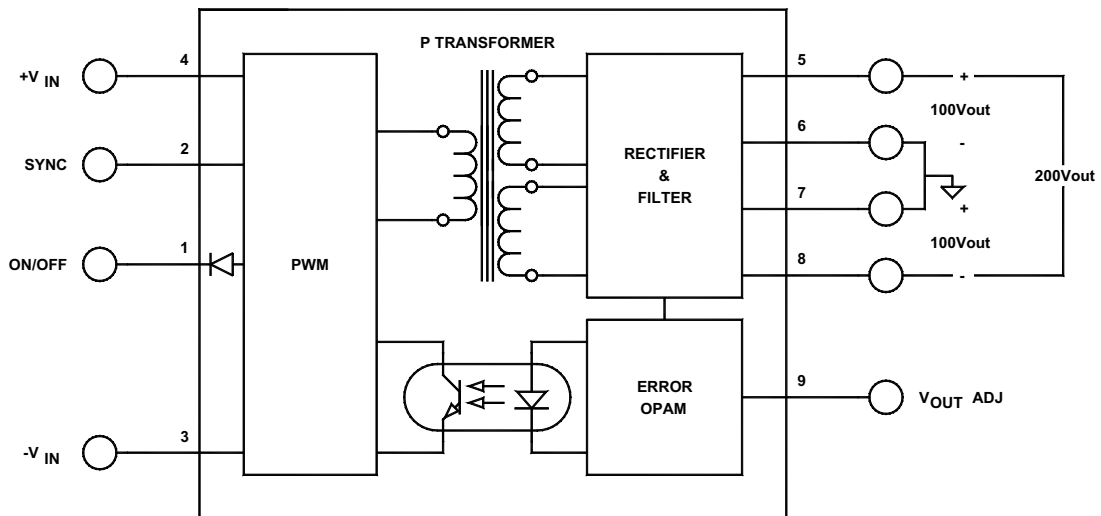 P TRANSFORMER
+V IN
4
SYNC
2
ON/OFF
1
-V IN
3
PWM
RECTIFIER
&
FILTER
ERROR
OPAM
5
+
100Vout
6
-
7
+
100Vout
8
-
200Vout
9
VOUT ADJ